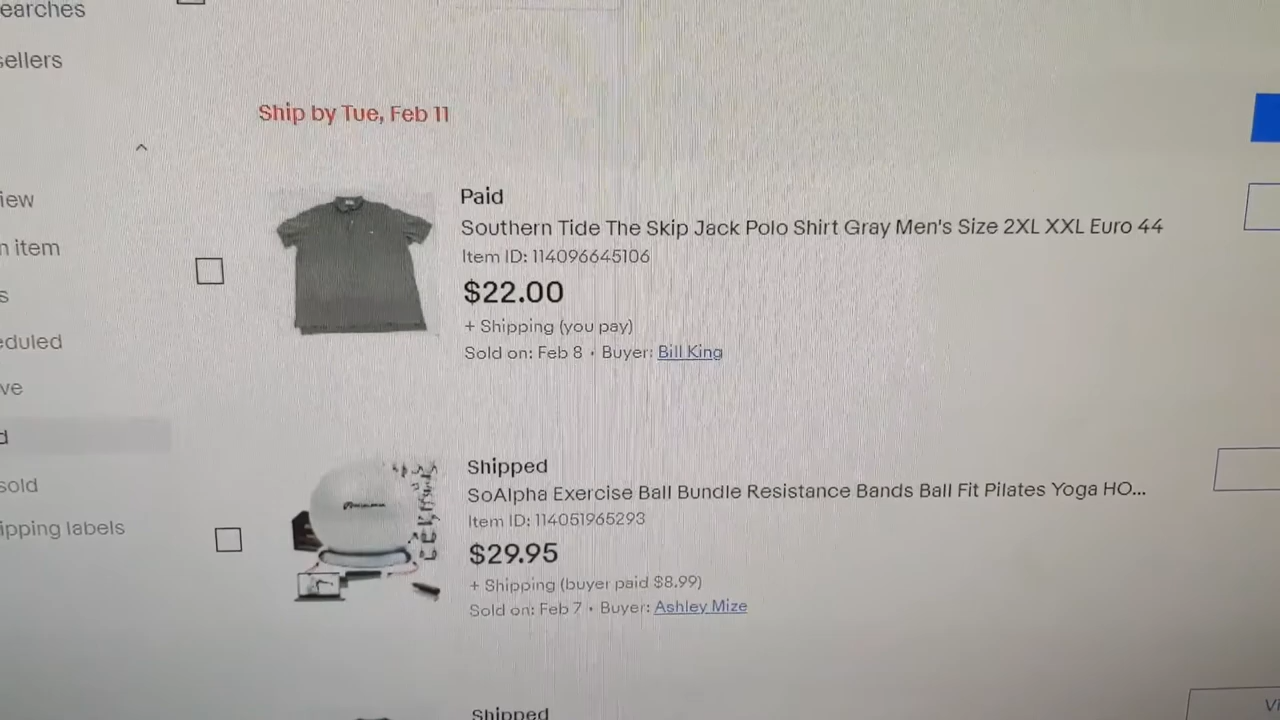 earches
sellers
Ship by Tue, Feb 11
iew
n item
s
eduled
ve
d
sold
ipping labels
Paid
Southern Tide The Skip Jack Polo Shirt Gray Men's Size 2XL XXL Euro 44
Item ID: 114096645106
$22.00
+ Shipping (you pay)
Sold on: Feb 8 • Buyer: Bill King
Shipped
SoAlpha Exercise Ball Bundle Resistance Bands Ball Fit Pilates Yoga HO...
Item ID: 114051965293
$29.95
+ Shipping (buyer paid $8.99)
Sold on: Feb 7 • Buyer: Ashley Mize
Shipped